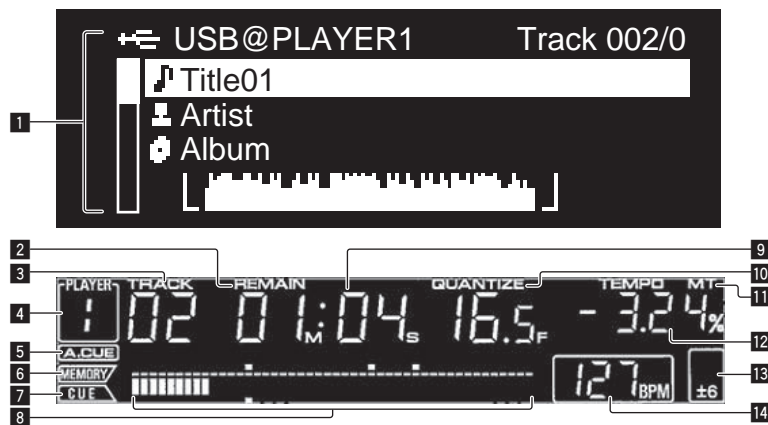 USB@PLAYER1 Track 002/0
Title01
1 Artist
Album
2 9
3 TRACK REMAIN QUANTIZE TEMPO MT 10
PLAYER 11
4 1 02 01:M 04S 16.5F -3.24%
5 A.CUE 12
6 MEMORY
7 CUE 127 BPM ±6 13
8 14